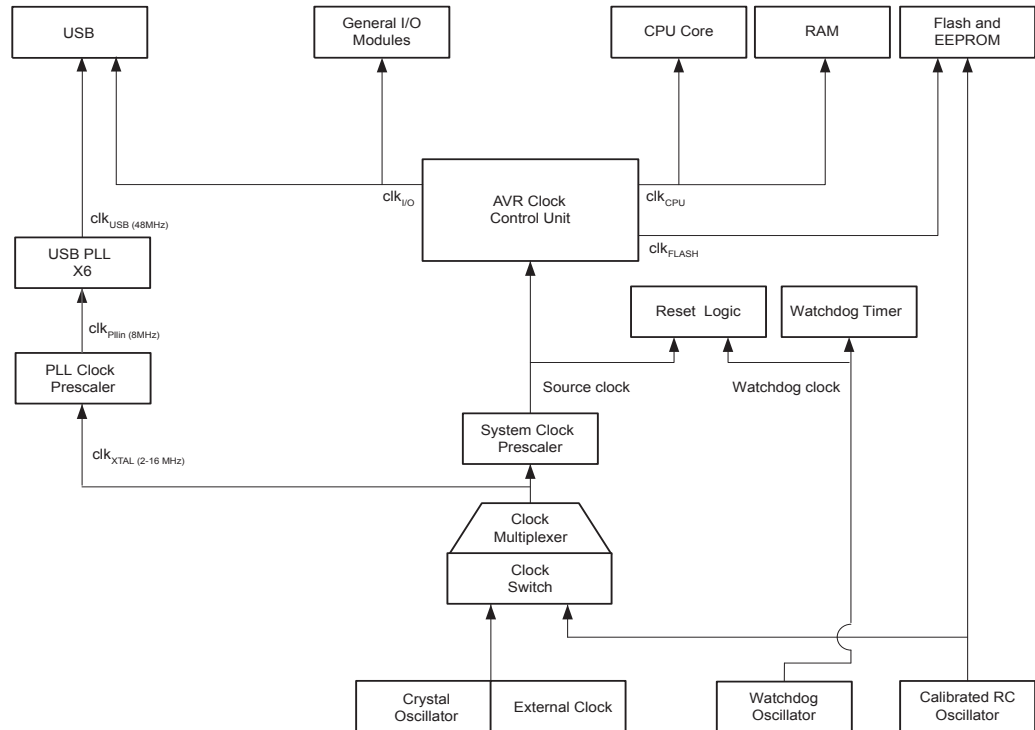 USB
General I/O
Modules
CPU Core
RAM
Flash and
EEPROM
AVR Clock
Control Unit
clkI/O
clkCPU
clkUSB (48MHz)
clkFLASH
USB PLL
X6
Reset Logic
Watchdog Timer
clkPllin (8MHz)
PLL Clock
Prescaler
Source clock
Watchdog clock
System Clock
Prescaler
clkXTAL (2-16 MHz)
Clock
Multiplexer
Clock
Switch
Crystal
Oscillator
External Clock
Watchdog
Oscillator
Calibrated RC
Oscillator